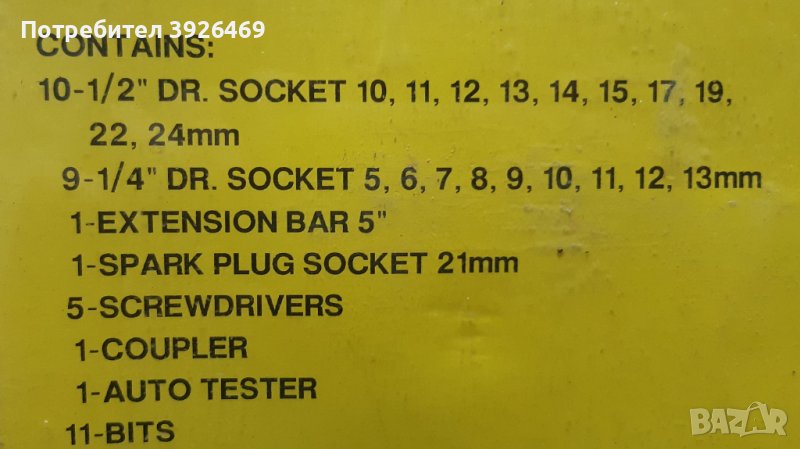 Потребител 3926469
CONTAINS:
10-1/2" DR. SOCKET 10, 11, 12, 13, 14, 15, 17, 19,
22, 24mm
9-1/4" DR. SOCKET 5, 6, 7, 8, 9, 10, 11, 12, 13mm
1-EXTENSION BAR 5"
1-SPARK PLUG SOCKET 21mm
5-SCREWDRIVERS
1-COUPLER
1-AUTO TESTER
11-BITS
BAZAR